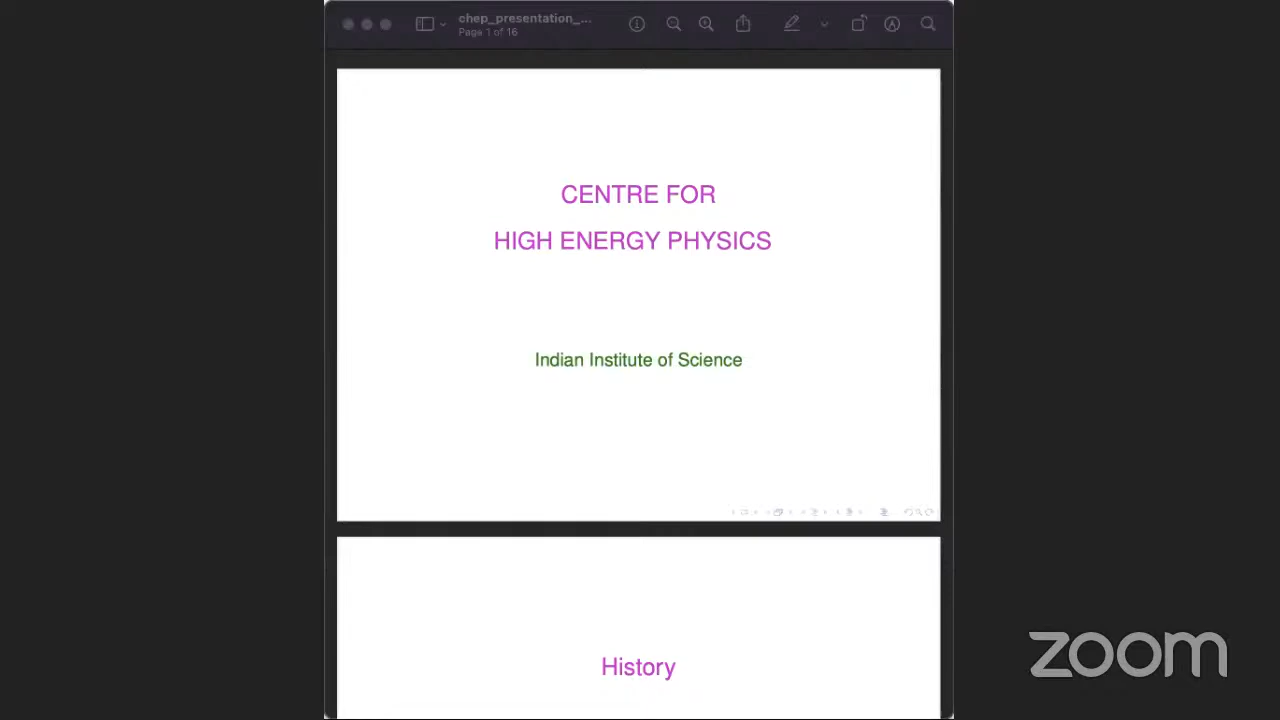 chep_presentation_...
Page 1 of 16
CENTRE FOR
HIGH ENERGY PHYSICS
Indian Institute of Science
History
zoom